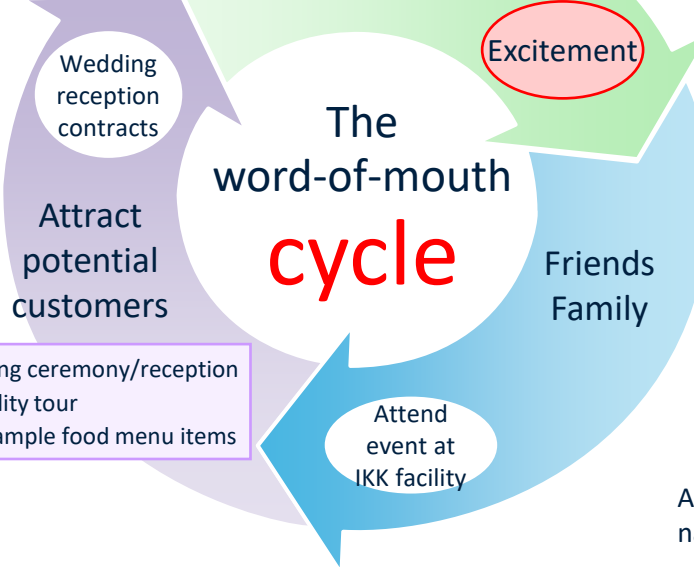 Excitement
Wedding
reception
contracts
The
word-of-mouth
cycle
Attract
potential
customers
Friends
Family
ceremony/reception
tour
food menu items
Attend
event at
IKK facility